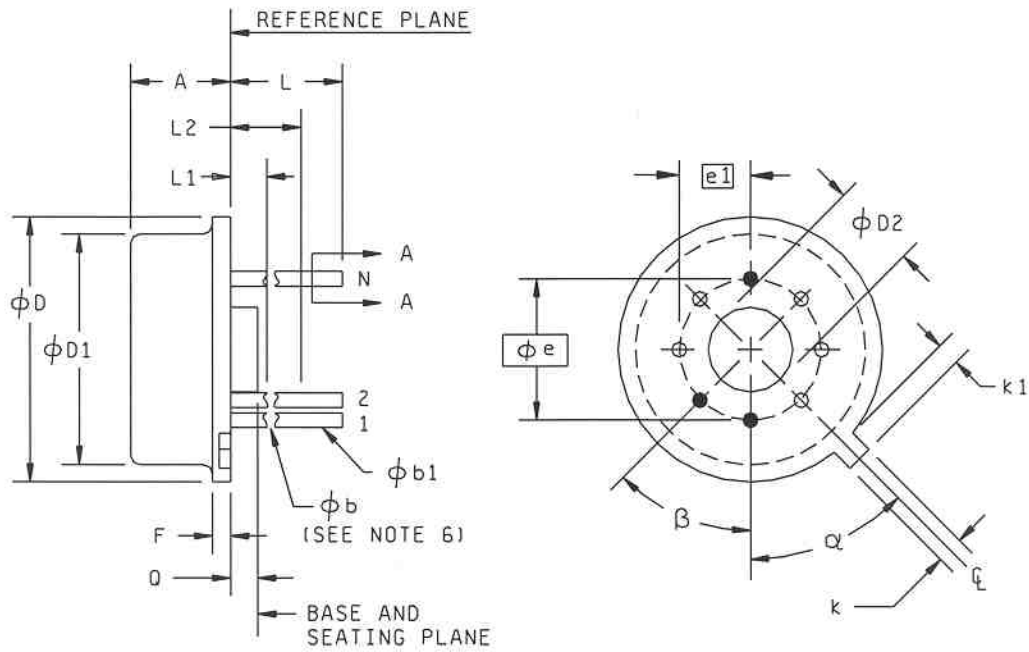 REFERENCE PLANE
A
L
L2
L1
A
N
A
ϕD
ϕD1
2
1
ϕb1
ϕb
(SEE NOTE 6)
F
Q
BASE AND
SEATING PLANE
e1
ϕD2
ϕe
k1
β
α
k
℄